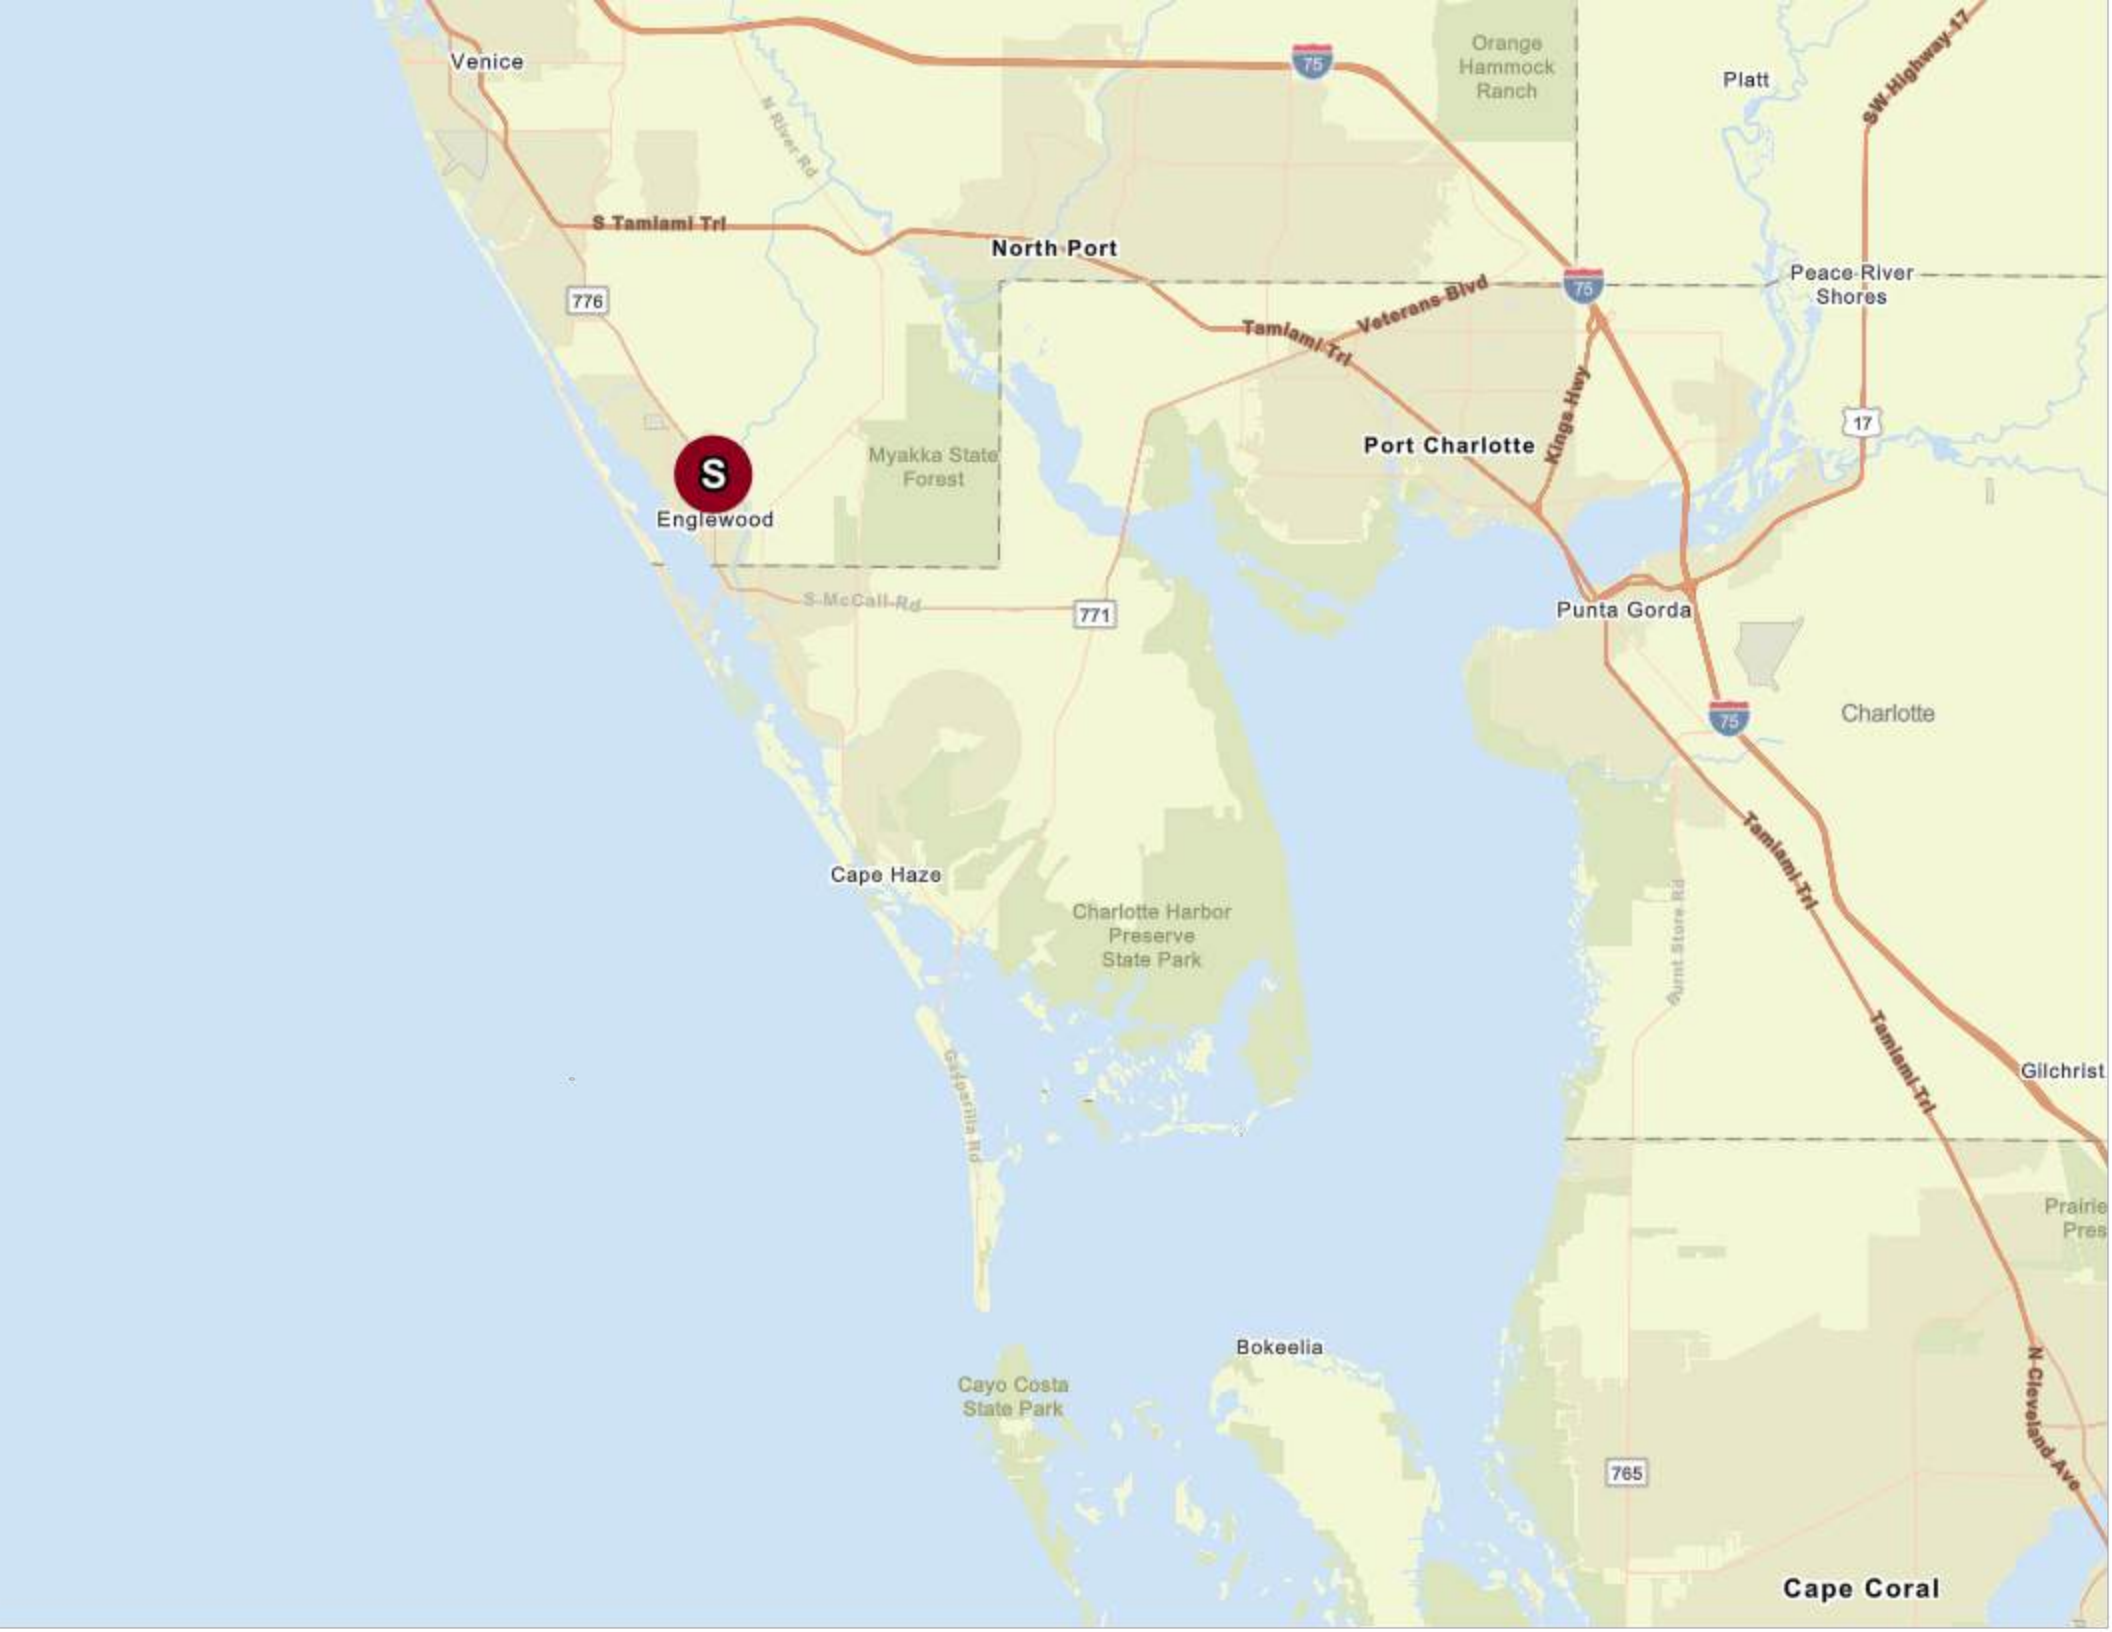 Orange
Hammock
Ranch
SW Highway 17
Venice
75
Platt
N River Rd
S Tamiami Trl
North Port
Peace River
Shores
75
776
Veterans Blvd
Tamiami Trl
Kings Hwy
17
Port Charlotte
Myakka State
Forest
S
Englewood
S McCall Rd
771
Punta Gorda
75
Charlotte
Tamiami Trl
Cape Haze
Burnt Store Rd
Charlotte Harbor
Preserve
State Park
Tamiami Trl
Gilchrist
Gasparilla Rd
Prairie
Pres
Bokeelia
N Cleveland Ave
Cayo Costa
State Park
765
Cape Coral